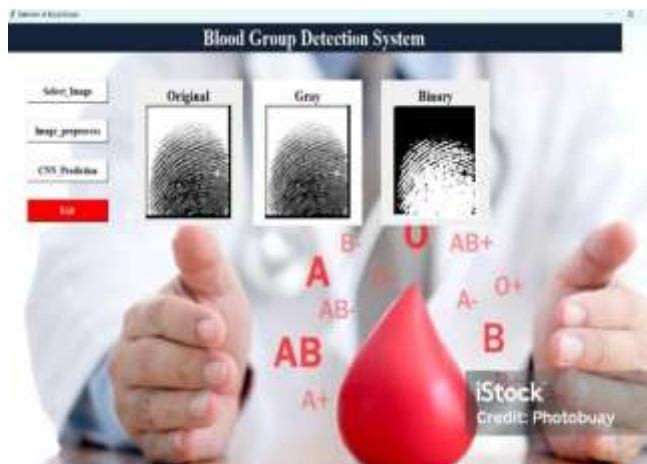 Blood Group Detection System
Select_Image
Image_preprocess
CNN_Prediction
Exit
Original
Gray
Binary
B-
O
AB+
A
AB-
A-
O+
AB
B
A+
iStock
Credit: Photobuay